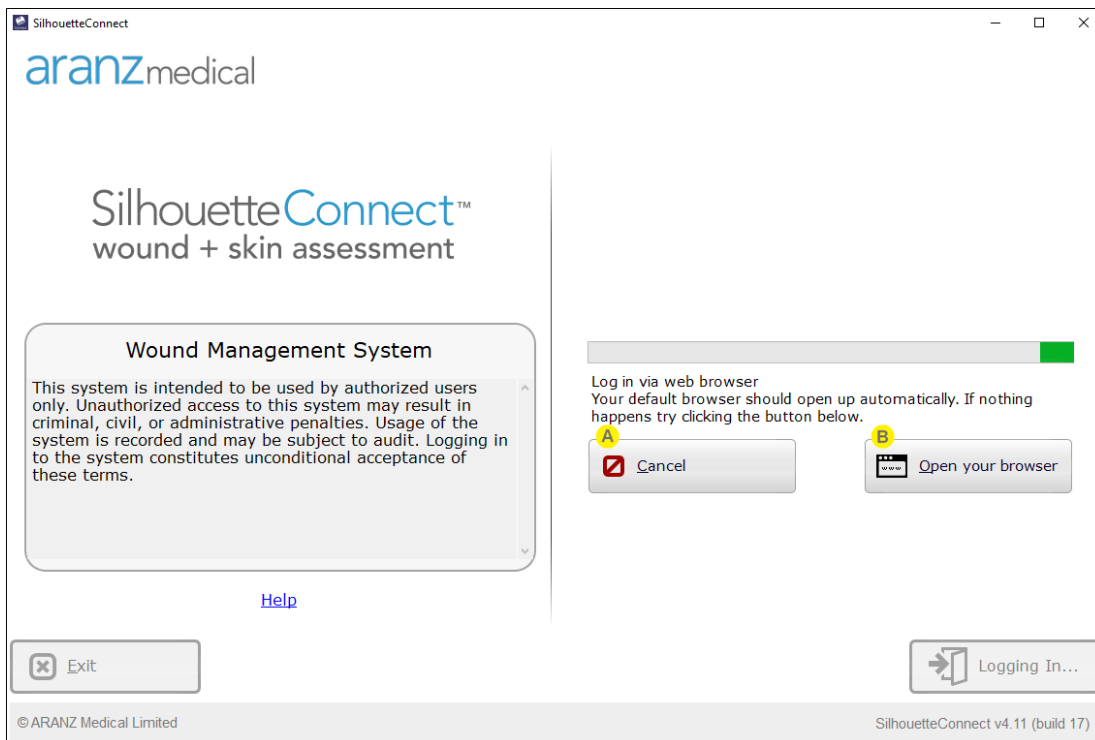 SilhouetteConnect
aranzmedical
SilhouetteConnect™
wound + skin assessment
Wound Management System
This system is intended to be used by authorized users
only. Unauthorized access to this system may result in
criminal, civil, or administrative penalties. Usage of the
system is recorded and may be subject to audit. Logging in
to the system constitutes unconditional acceptance of
these terms.
Help
Log in via web browser
Your default browser should open up automatically. If nothing
happens try clicking the button below.
A
Cancel
B
www
Open your browser
Exit
Logging In...
© ARANZ Medical Limited
SilhouetteConnect v4.11 (build 17)